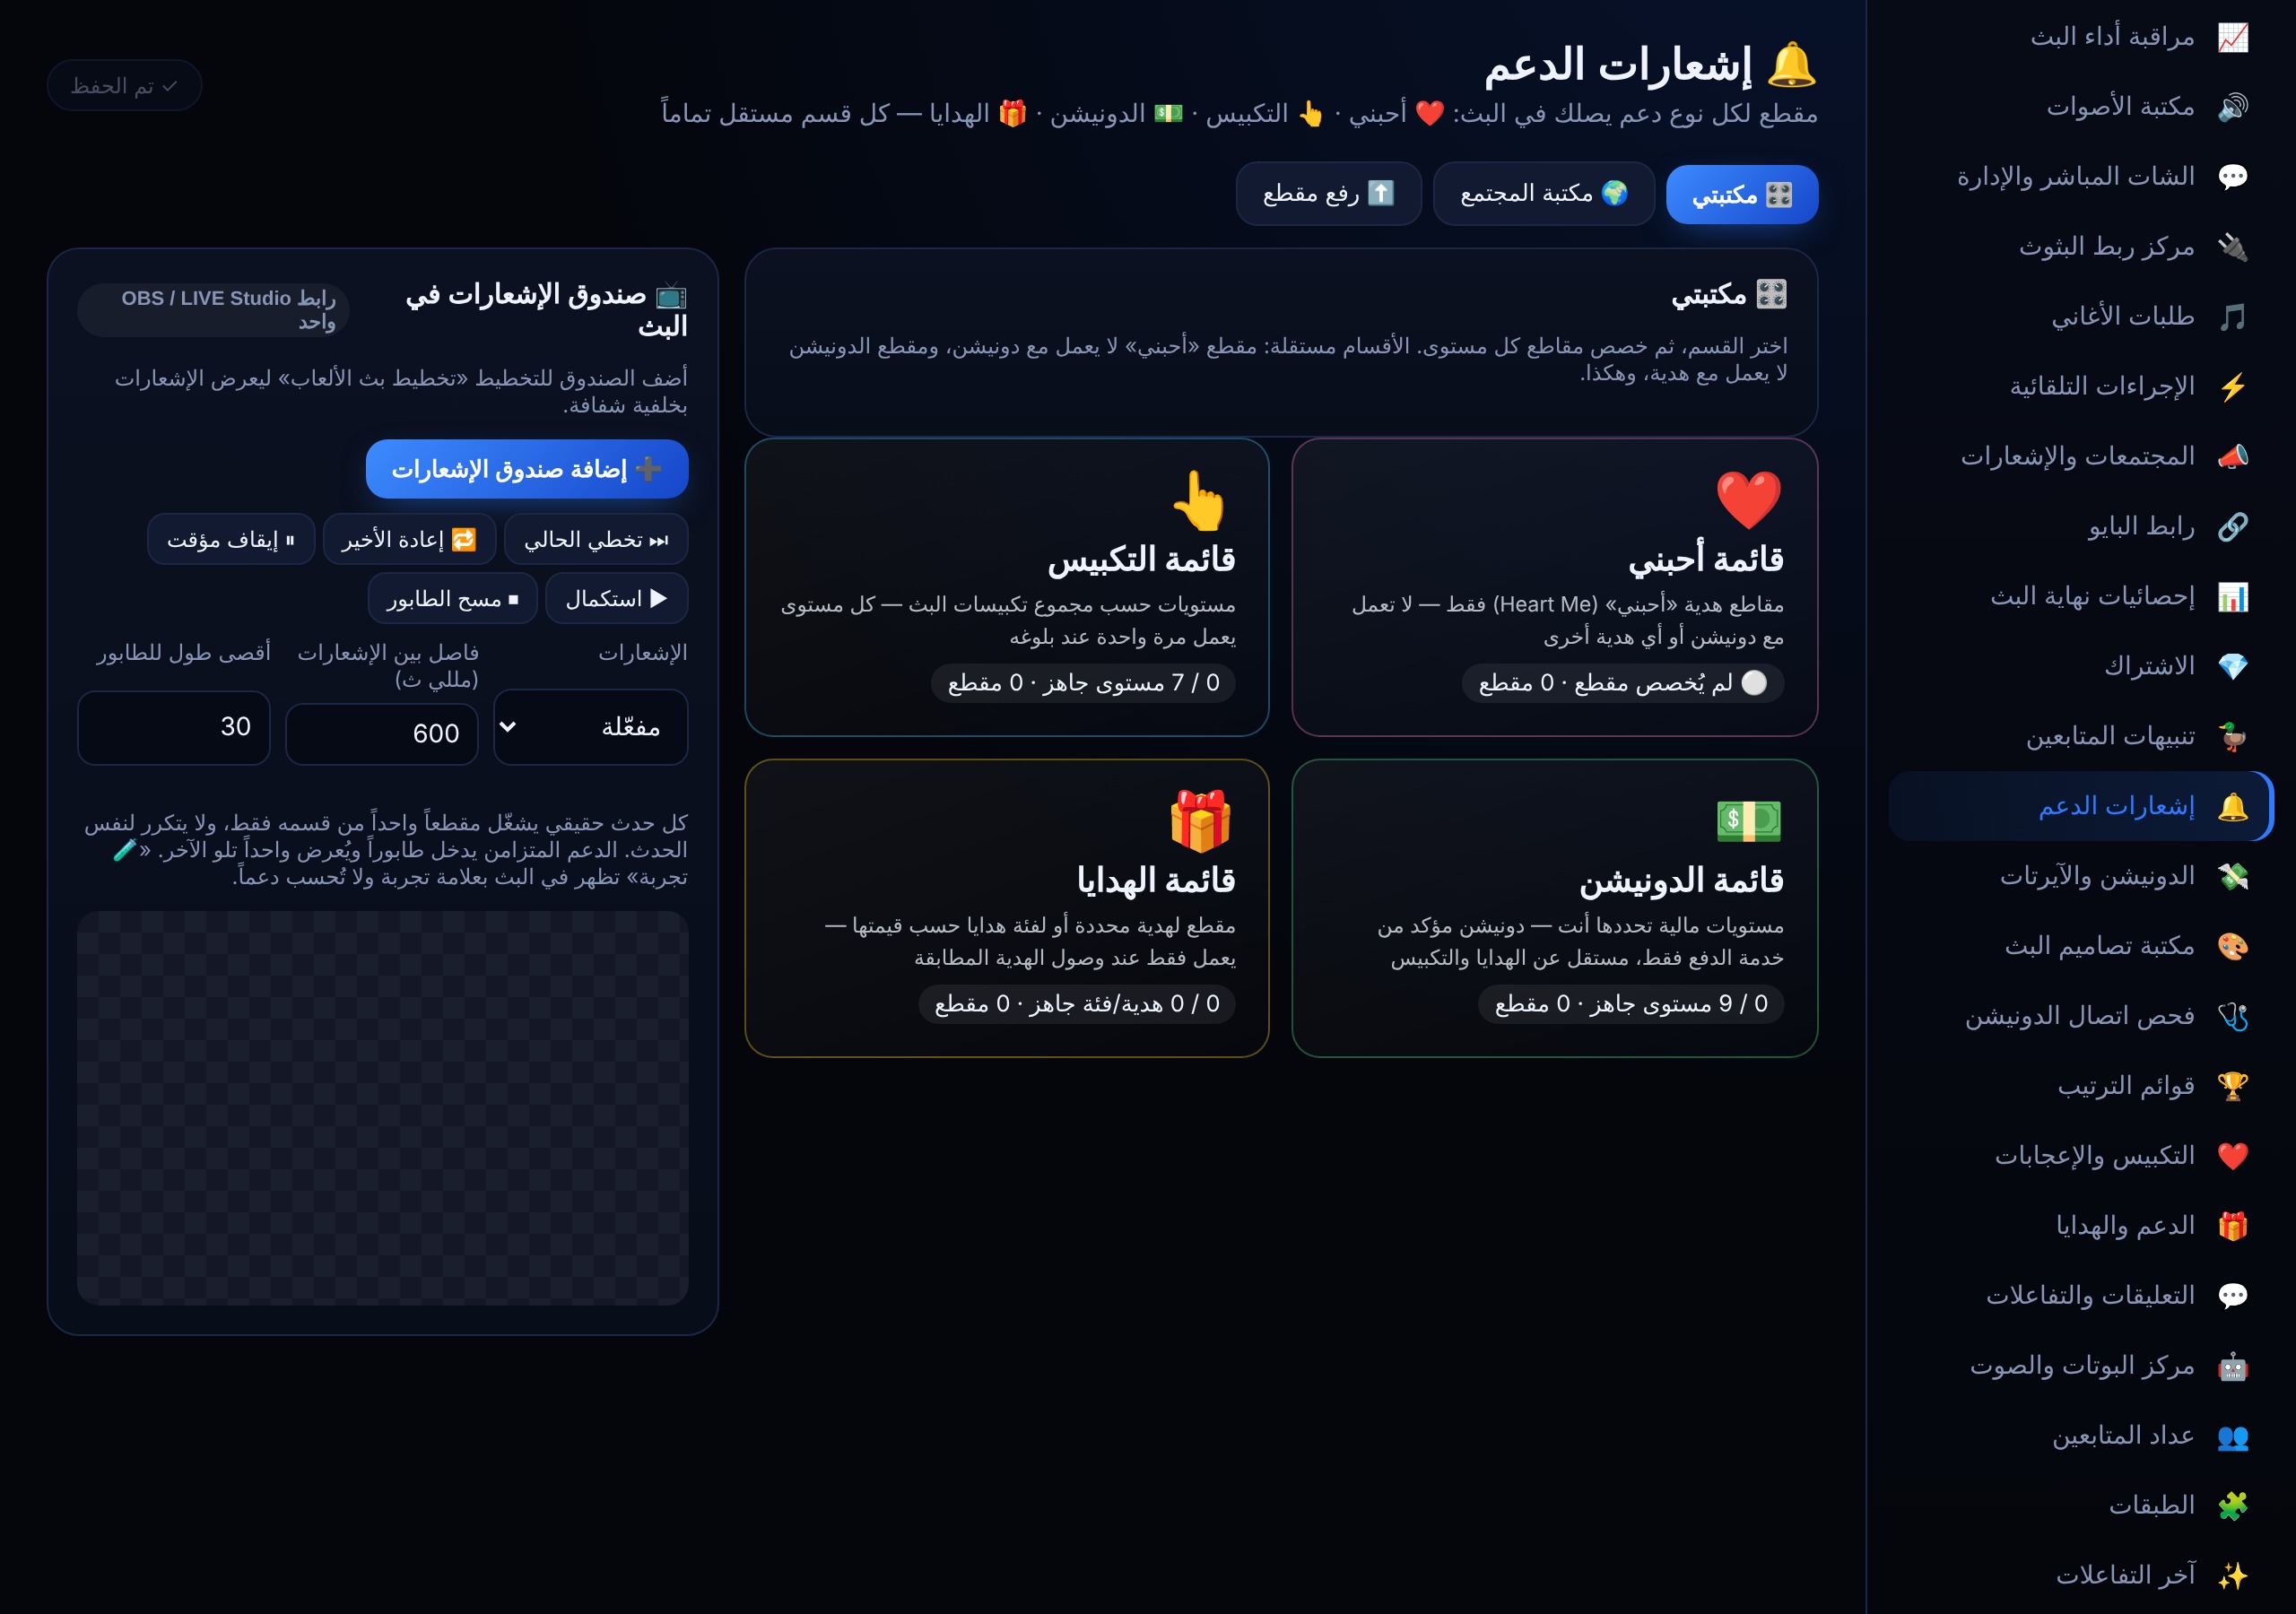 🔔 إشعارات الدعم
مقطع لكل نوع دعم يصلك في البث: ❤️ أحبني · 👆 التكبيس · 💵 الدونيشن · 🎁 الهدايا — كل قسم مستقل تماماً
✓ تم الحفظ
🎛️ مكتبتي
🌍 مكتبة المجتمع
⬆️ رفع مقطع
🎛️ مكتبتي
اختر القسم، ثم خصص مقاطع كل مستوى. الأقسام مستقلة: مقطع «أحبني» لا يعمل مع دونيشن، ومقطع الدونيشن
لا يعمل مع هدية، وهكذا.
❤️
قائمة أحبني
مقاطع هدية «أحبني» (Heart Me) فقط — لا تعمل
مع دونيشن أو أي هدية أخرى
⚪ لم يُخصص مقطع · 0 مقطع
👆
قائمة التكبيس
مستويات حسب مجموع تكبيسات البث — كل مستوى
يعمل مرة واحدة عند بلوغه
0 / 7 مستوى جاهز · 0 مقطع
💵
قائمة الدونيشن
مستويات مالية تحددها أنت — دونيشن مؤكد من
خدمة الدفع فقط، مستقل عن الهدايا والتكبيس
0 / 9 مستوى جاهز · 0 مقطع
🎁
قائمة الهدايا
مقطع لهدية محددة أو لفئة هدايا حسب قيمتها —
يعمل فقط عند وصول الهدية المطابقة
0 / 0 هدية/فئة جاهز · 0 مقطع
📺 صندوق الإشعارات في
البث
رابط OBS / LIVE Studio
واحد
أضف الصندوق للتخطيط «تخطيط بث الألعاب» ليعرض الإشعارات
بخلفية شفافة.
➕ إضافة صندوق الإشعارات
⏭ تخطي الحالي
🔁 إعادة الأخير
⏸ إيقاف مؤقت
▶ استكمال
⏹ مسح الطابور
الإشعارات
مفعّلة
فاصل بين الإشعارات
(مللي ث)
600
أقصى طول للطابور
30
كل حدث حقيقي يشغّل مقطعاً واحداً من قسمه فقط، ولا يتكرر لنفس
الحدث. الدعم المتزامن يدخل طابوراً ويُعرض واحداً تلو الآخر. «🧪
تجربة» تظهر في البث بعلامة تجربة ولا تُحسب دعماً.
📈 مراقبة أداء البث
🔊 مكتبة الأصوات
💬 الشات المباشر والإدارة
🔌 مركز ربط البثوث
🎵 طلبات الأغاني
⚡ الإجراءات التلقائية
📣 المجتمعات والإشعارات
🔗 رابط البايو
📊 إحصائيات نهاية البث
💎 الاشتراك
🦆 تنبيهات المتابعين
🔔 إشعارات الدعم
💸 الدونيشن والآيرتات
🎨 مكتبة تصاميم البث
🩺 فحص اتصال الدونيشن
🏆 قوائم الترتيب
❤️ التكبيس والإعجابات
🎁 الدعم والهدايا
💬 التعليقات والتفاعلات
🤖 مركز البوتات والصوت
👥 عداد المتابعين
🧩 الطبقات
✨ آخر التفاعلات